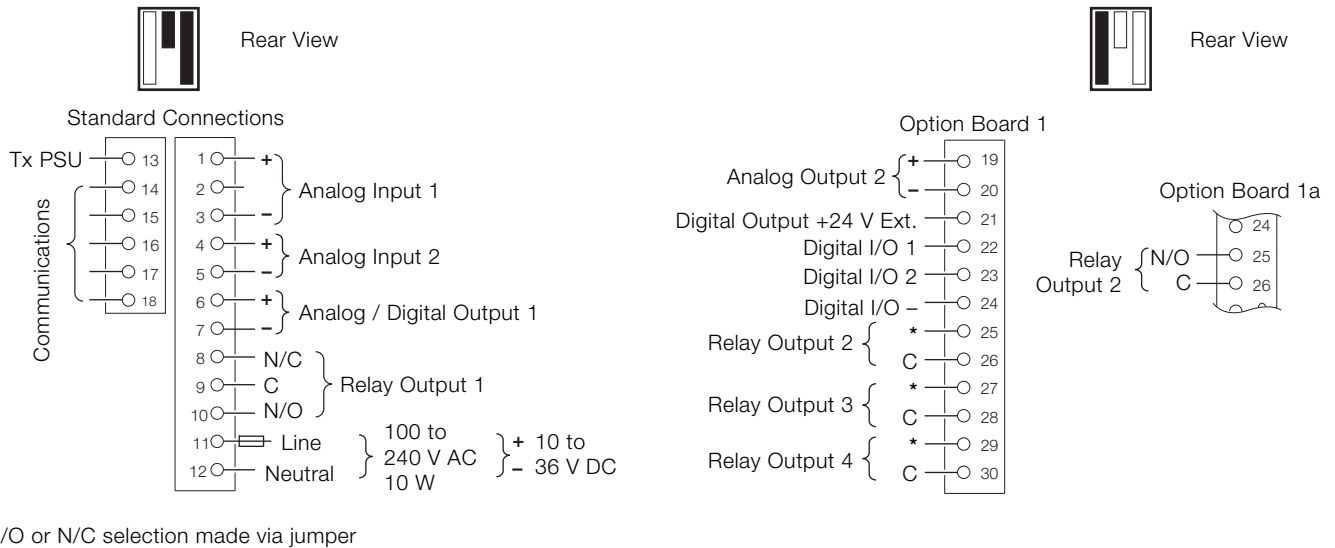 Rear View
Standard Connections
Tx PSU
13
14
15
16
17
18
Communications
1 +
2
3 –
Analog Input 1
4 +
5 –
Analog Input 2
6 +
7 –
Analog / Digital Output 1
8 N/C
9 C
10 N/O
Relay Output 1
11 Line
12 Neutral
100 to
240 V AC
10 W
+ 10 to
– 36 V DC
/O or N/C selection made via jumper
Rear View
Option Board 1
Analog Output 2
+ 19
– 20
Digital Output +24 V Ext. 21
Digital I/O 1 22
Digital I/O 2 23
Digital I/O – 24
Relay Output 2
* 25
C 26
Relay Output 3
* 27
C 28
Relay Output 4
* 29
C 30
Option Board 1a
24
Relay
Output 2
N/O 25
C 26